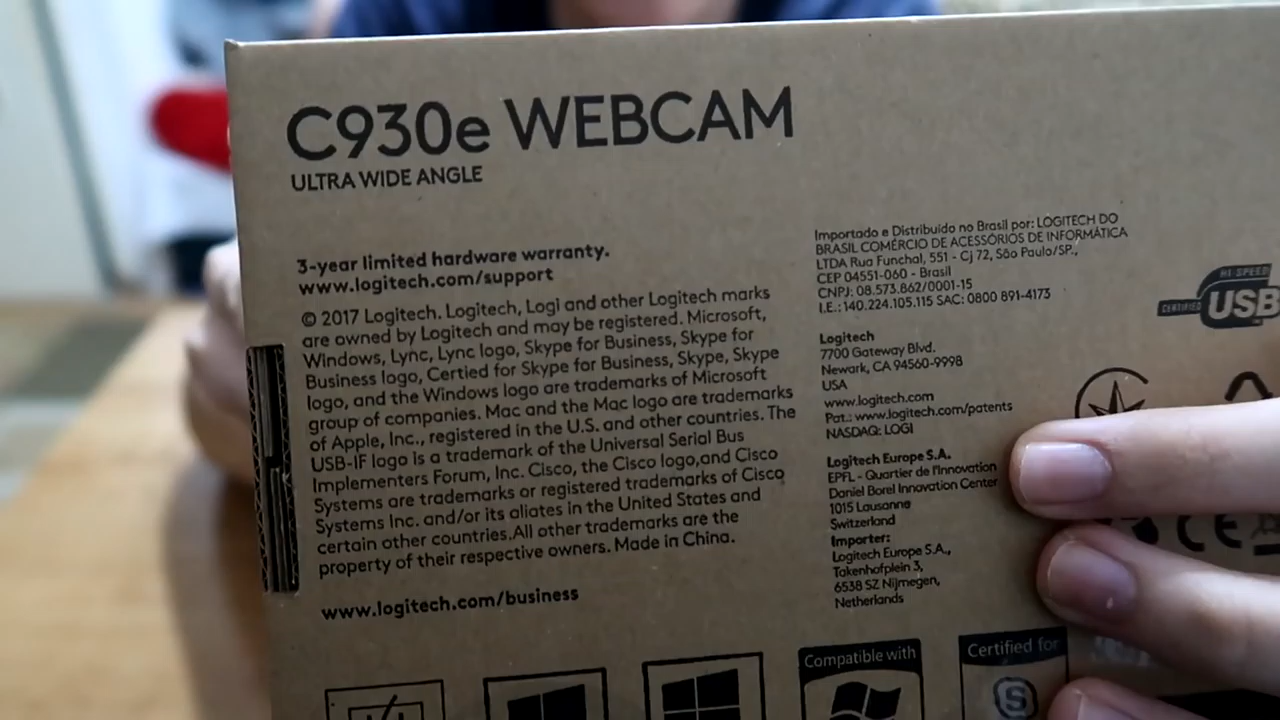 C930e WEBCAM
ULTRA WIDE ANGLE
3-year limited hardware warranty.
www.logitech.com/support
© 2017 Logitech. Logitech, Logi and other Logitech marks
are owned by Logitech and may be registered. Microsoft,
Windows, Lync, Lync logo, Skype for Business, Skype for
Business logo, Certied for Skype for Business, Skype, Skype
logo, and the Windows logo are trademarks of Microsoft
group of companies. Mac and the Mac logo are trademarks
of Apple, Inc., registered in the U.S. and other countries. The
USB-IF logo is a trademark of the Universal Serial Bus
Implementers Forum, Inc. Cisco, the Cisco logo,and Cisco
Systems are trademarks or registered trademarks of Cisco
Systems Inc. and/or its aliates in the United States and
certain other countries.All other trademarks are the
property of their respective owners. Made in China.
www.logitech.com/business
Importado e Distribuído no Brasil por: LOGITECH DO
BRASIL COMÉRCIO DE ACESSÓRIOS DE INFORMÁTICA
LTDA Rua Funchal, 551 - Cj 72, São Paulo/SP.,
CEP 04551-060 - Brasil
CNPJ: 08.573.862/0001-15
I.E.:140.224.105.115 SAC: 0800 891-4173
Logitech
7700 Gateway Blvd.
Newark, CA 94560-9998
USA
www.logitech.com
Pat.: www.logitech.com/patents
NASDAQ: LOGI
Logitech Europe S.A.
EPFL - Quartier de l'Innovation
Daniel Borel Innovation Center
1015 Lausanne
Switzerland
Importer:
Logitech Europe S.A.,
Takenhofplein 3,
6538 SZ Nijmegen,
Netherlands
HI-SPEED
CERTIFIED USB
CE
Compatible with
Certified for
S